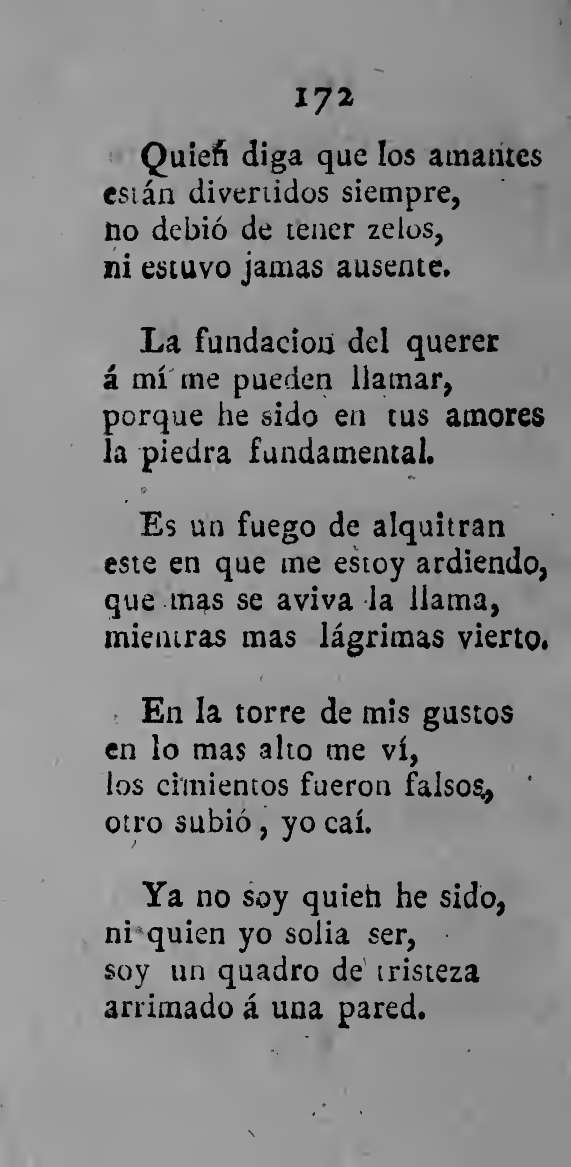 172
Quien diga que los amantes
están divertidos siempre,
no debió de tener zelos,
ni estuvo jamas ausente.
La fundacion del querer
á mí me pueden llamar,
porque he sido en tus amores
la piedra fundamental.
Es un fuego de alquitran
este en que me estoy ardiendo,
que mas se aviva la llama,
mientras mas lágrimas vierto.
En la torre de mis gustos
en lo mas alto me ví,
los cimientos fueron falsos,
otro subió, yo caí.
Ya no soy quien he sido,
ni quien yo solia ser,
soy un quadro de tristeza
arrimado á una pared.